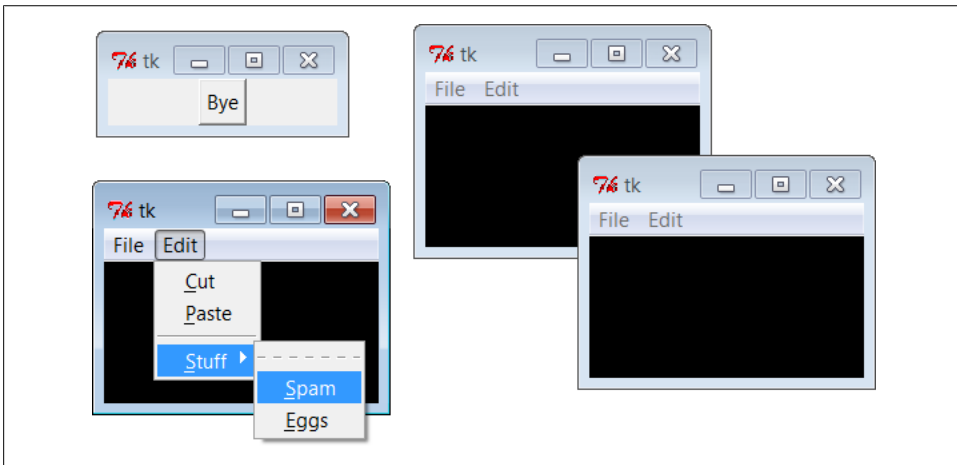 tk
Bye
tk
File Edit
tk
File Edit
tk
File Edit
Cut
Paste
Stuff
Spam
Eggs